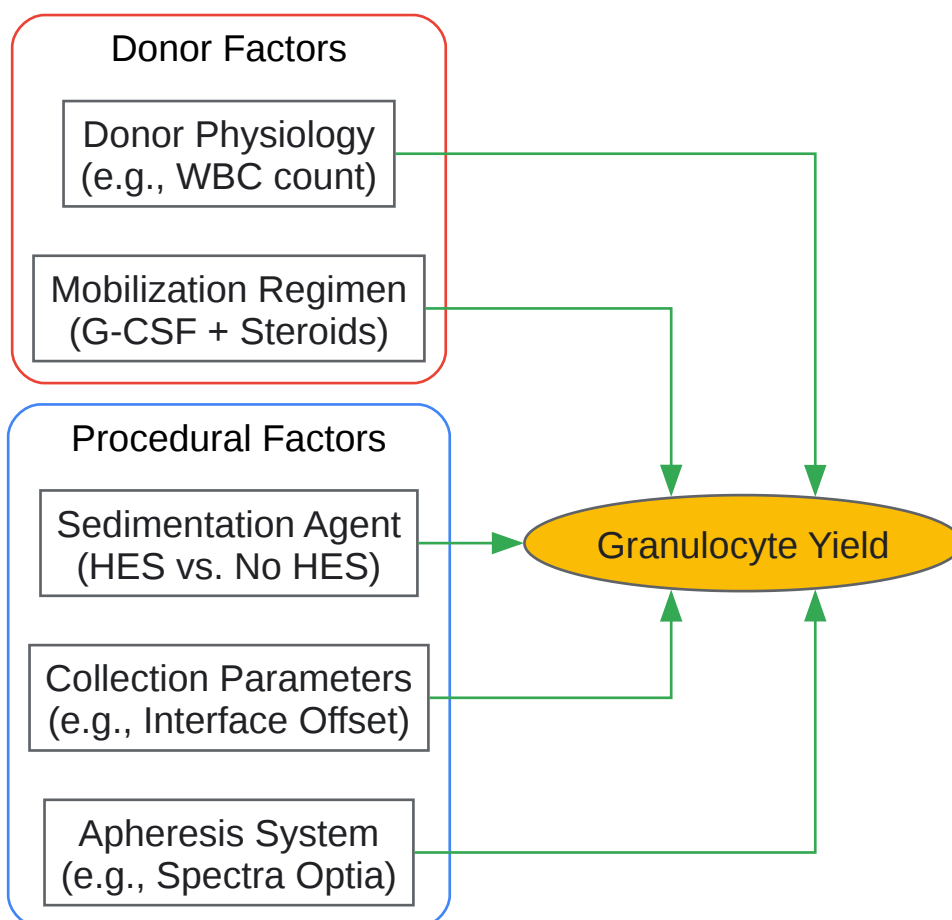 Donor Factors
Donor Physiology
(e.g., WBC count)
Mobilization Regimen
(G-CSF + Steroids)
Procedural Factors
Sedimentation Agent
(HES vs. No HES)
Granulocyte Yield
Collection Parameters
(e.g., Interface Offset)
Apheresis System
(e.g., Spectra Optia)